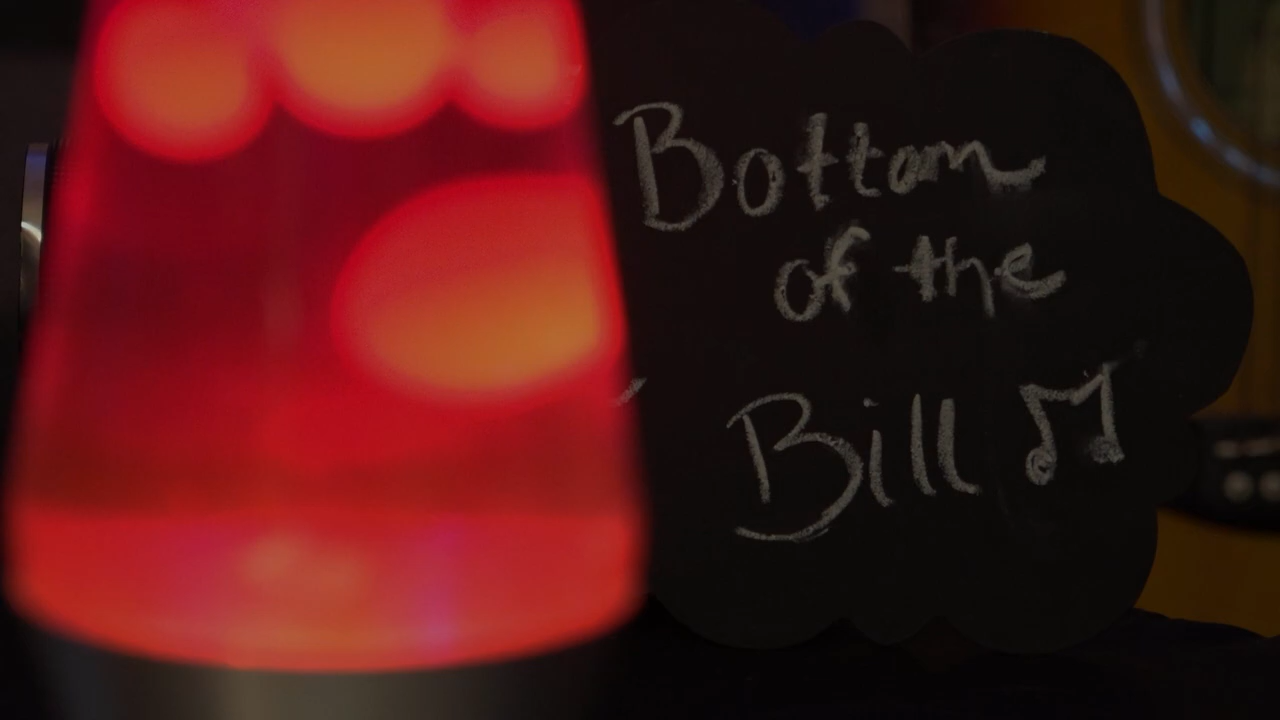 Bottom
of the
Bill ♫